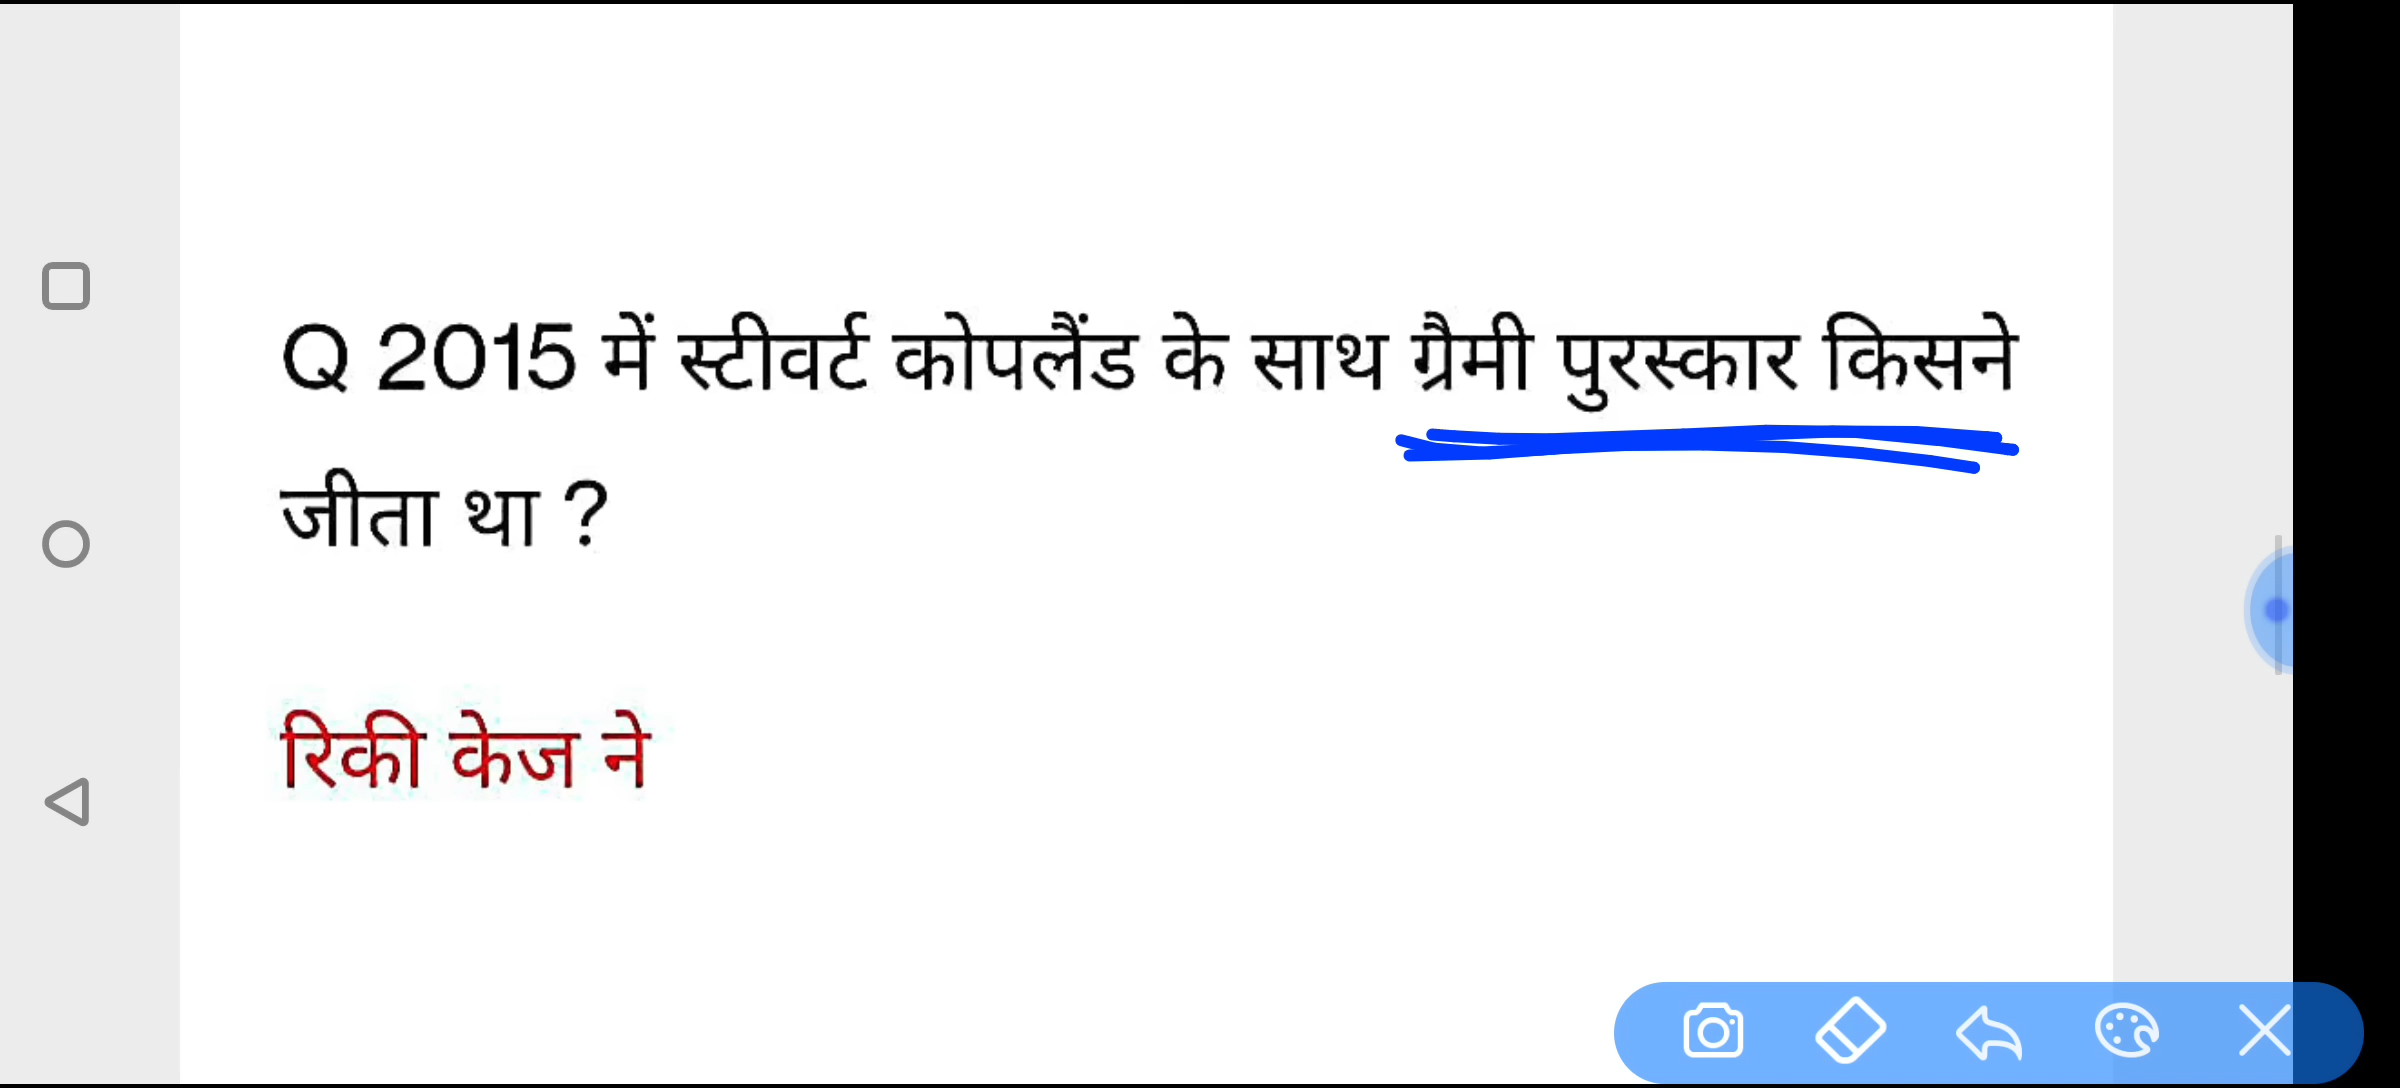 Q 2015 में स्टीवर्ट कोपलैंड के साथ ग्रैमी पुरस्कार किसने
जीता था ?
रिकी केज ने